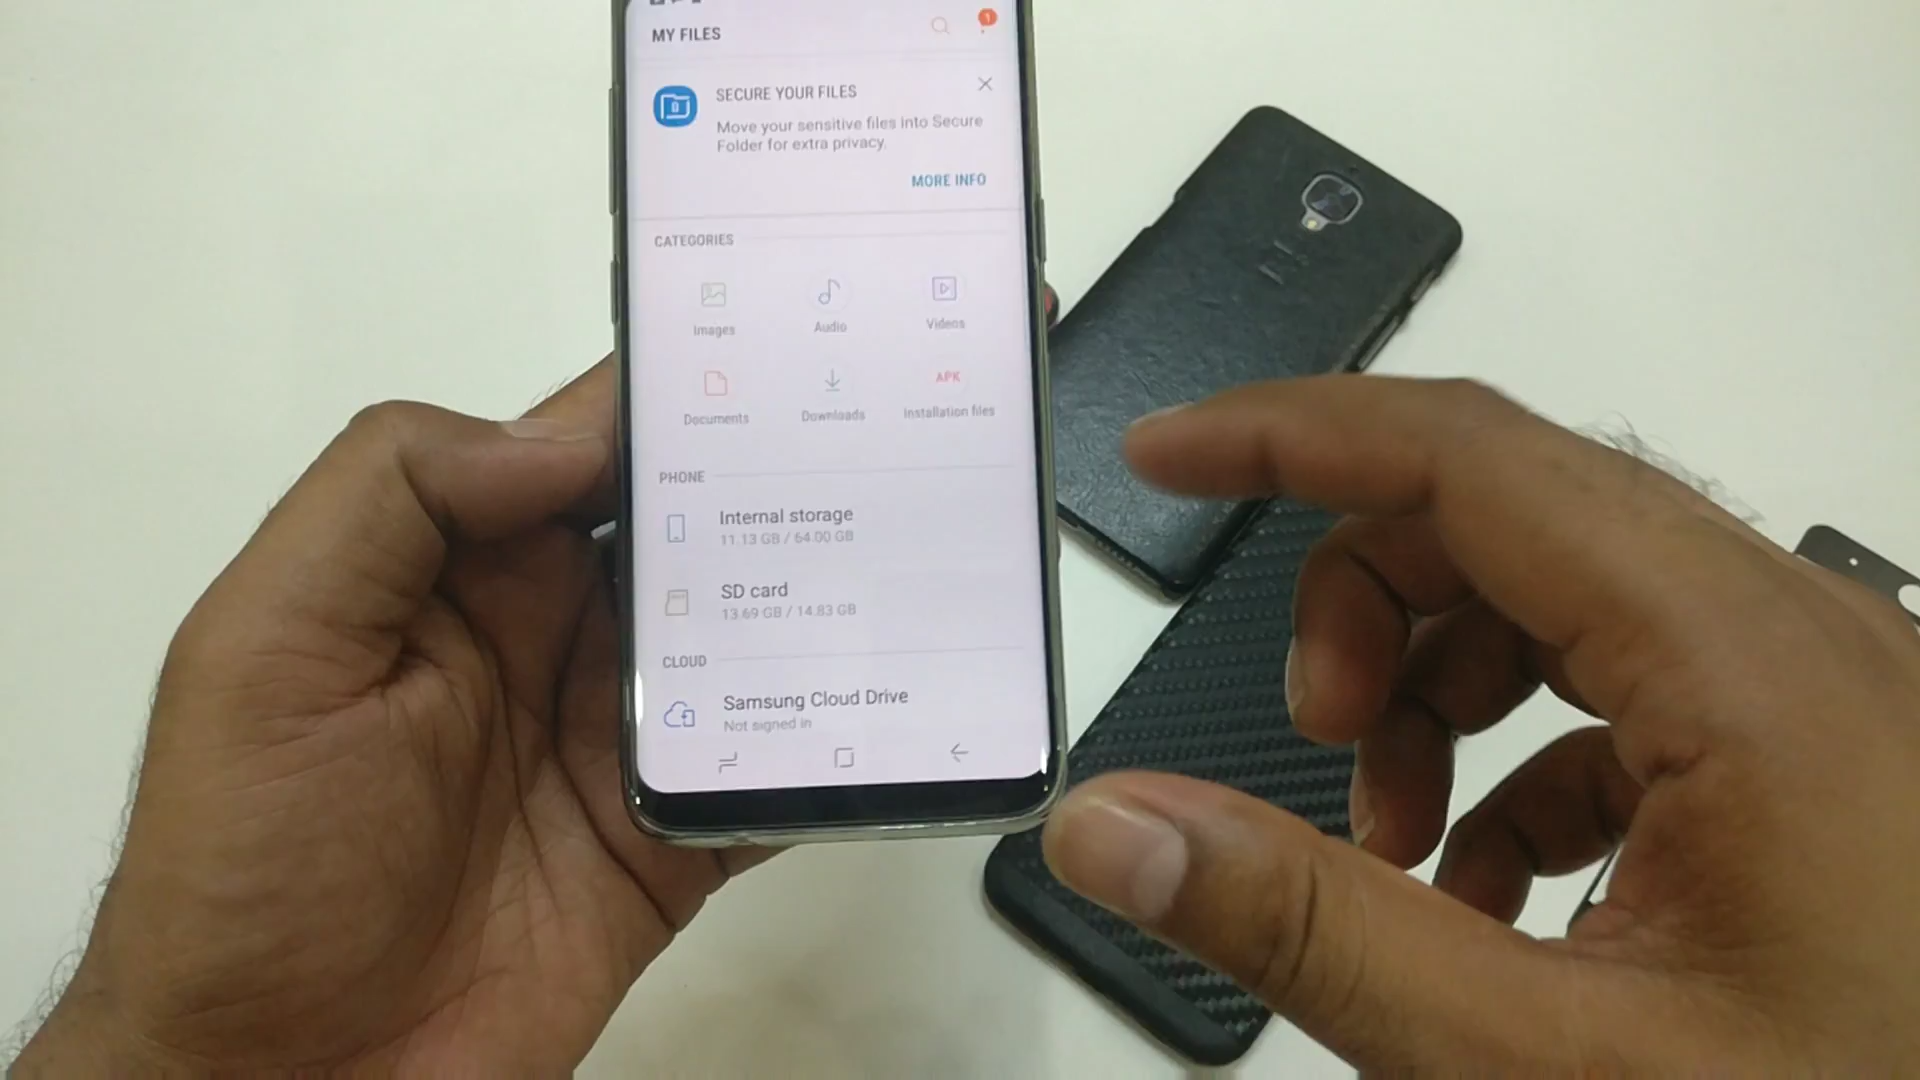 MY FILES
1
SECURE YOUR FILES
Move your sensitive files into Secure
Folder for extra privacy.
MORE INFO
CATEGORIES
Images
Audio
Videos
APK
Documents
Downloads
Installation files
PHONE
Internal storage
11.13 GB / 64.00 GB
SD card
13.69 GB / 14.83 GB
CLOUD
Samsung Cloud Drive
Not signed in